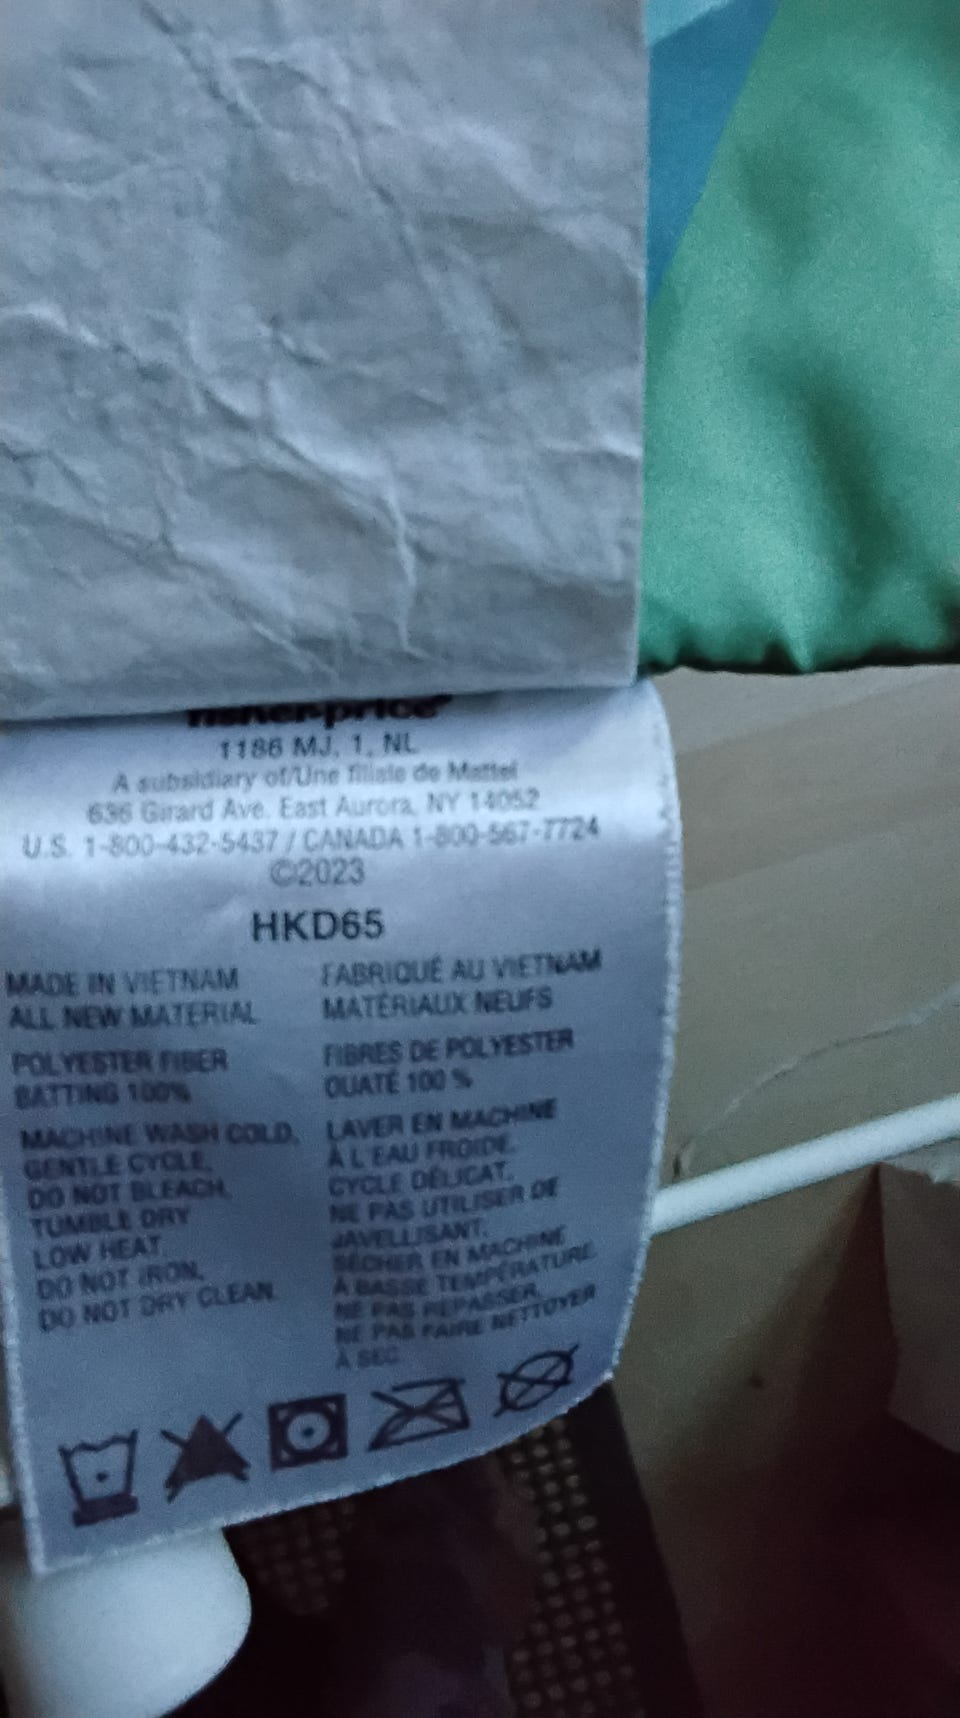 fisher-price
1186 MJ, 1, NL
A subsidiary of/Une filiale de Mattel
636 Girard Ave. East Aurora, NY 14052
U.S. 1-800-432-5437 / CANADA 1-800-567-7724
©2023
HKD65
MADE IN VIETNAM
ALL NEW MATERIAL
POLYESTER FIBER
BATTING 100%
MACHINE WASH COLD,
GENTLE CYCLE,
DO NOT BLEACH,
TUMBLE DRY
LOW HEAT,
DO NOT IRON,
DO NOT DRY CLEAN.
FABRIQUÉ AU VIETNAM
MATÉRIAUX NEUFS
FIBRES DE POLYESTER
OUATÉ 100 %
LAVER EN MACHINE
À L'EAU FROIDE,
CYCLE DÉLICAT,
NE PAS UTILISER DE
JAVELLISANT,
SÉCHER EN MACHINE
À BASSE TEMPÉRATURE,
NE PAS REPASSER,
NE PAS FAIRE NETTOYER
À SEC